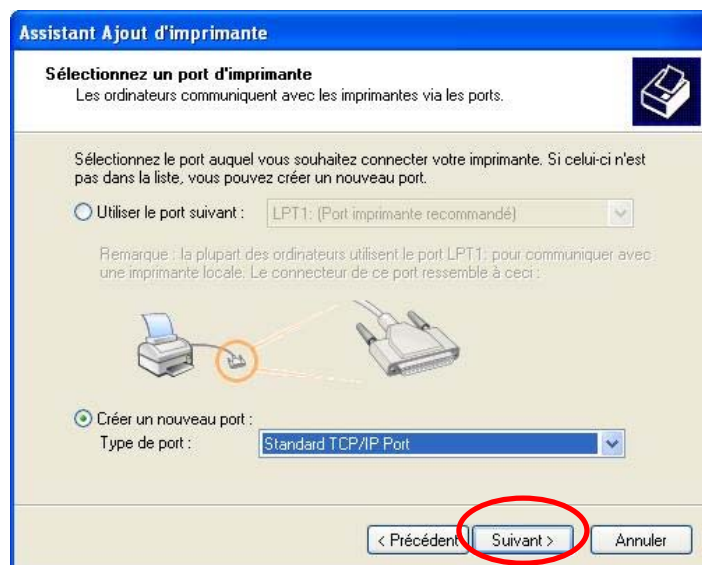 Assistant Ajout d'imprimante
Sélectionnez un port d'imprimante
Les ordinateurs communiquent avec les imprimantes via les ports.
Sélectionnez le port auquel vous souhaitez connecter votre imprimante. Si celui-ci n'est
pas dans la liste, vous pouvez créer un nouveau port.
Utiliser le port suivant : LPT1: (Port imprimante recommandé)
Remarque : la plupart des ordinateurs utilisent le port LPT1: pour communiquer avec
une imprimante locale. Le connecteur de ce port ressemble à ceci :
Créer un nouveau port :
Type de port : Standard TCP/IP Port
< Précédent Suivant > Annuler